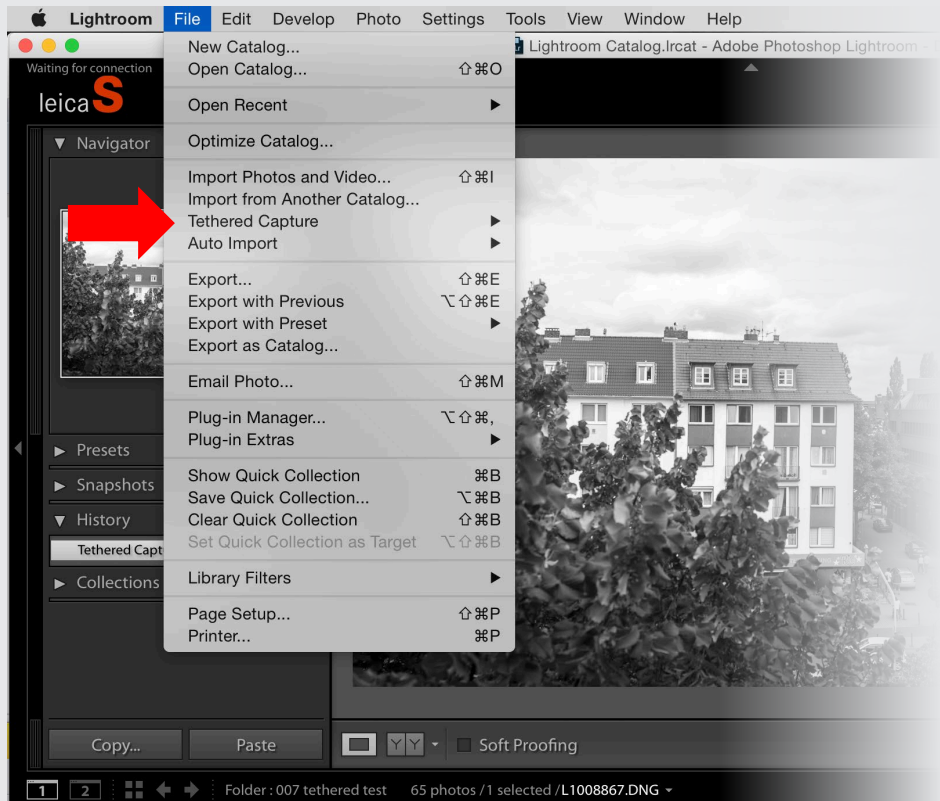 Lightroom File Edit Develop Photo Settings Tools View Window Help
Lightroom Catalog.lrcat - Adobe Photoshop Lightroom -
Waiting for connection
leica S
Navigator
Presets
Snapshots
History
Tethered Capt
Collections
New Catalog...
Open Catalog... ⇧⌘O
Open Recent ▶
Optimize Catalog...
Import Photos and Video... ⇧⌘I
Import from Another Catalog...
Tethered Capture ▶
Auto Import ▶
Export... ⇧⌘E
Export with Previous ⌥⇧⌘E
Export with Preset ▶
Export as Catalog...
Email Photo... ⇧⌘M
Plug-in Manager... ⌥⇧⌘,
Plug-in Extras ▶
Show Quick Collection ⌘B
Save Quick Collection... ⌥⌘B
Clear Quick Collection ⇧⌘B
Set Quick Collection as Target ⌥⇧⌘B
Library Filters ▶
Page Setup... ⇧⌘P
Printer... ⌘P
Copy... Paste Y Y Soft Proofing
1 2 Folder : 007 tethered test 65 photos /1 selected /L1008867.DNG